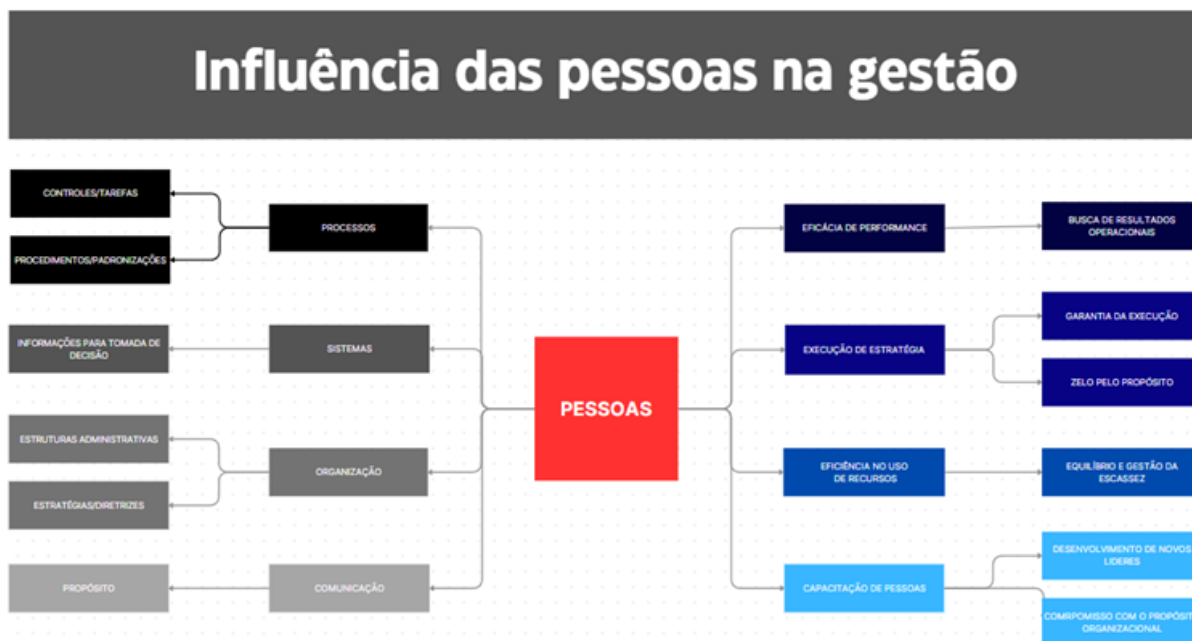 Influência das pessoas na gestão
CONTROLES/TAREFAS
PROCEDIMENTOS/PADRONIZAÇÕES
PROCESSOS
INFORMAÇÕES PARA TOMADA DE
DECISÃO
SISTEMAS
ESTRUTURAS ADMINISTRATIVAS
ESTRATÉGIAS/DIRETRIZES
ORGANIZAÇÃO
PROPÓSITO
COMUNICAÇÃO
PESSOAS
EFICÁCIA DE PERFORMANCE
BUSCA DE RESULTADOS
OPERACIONAIS
EXECUÇÃO DE ESTRATÉGIA
GARANTIA DA EXECUÇÃO
ZELO PELO PROPÓSITO
EFICIÊNCIA NO USO
DE RECURSOS
EQUILÍBRIO E GESTÃO DA
ESCASSEZ
CAPACITAÇÃO DE PESSOAS
DESENVOLVIMENTO DE NOVOS
LIDERES
COMRPOMISSO COM O PROPÓSIT
ORGANIZACIONAL